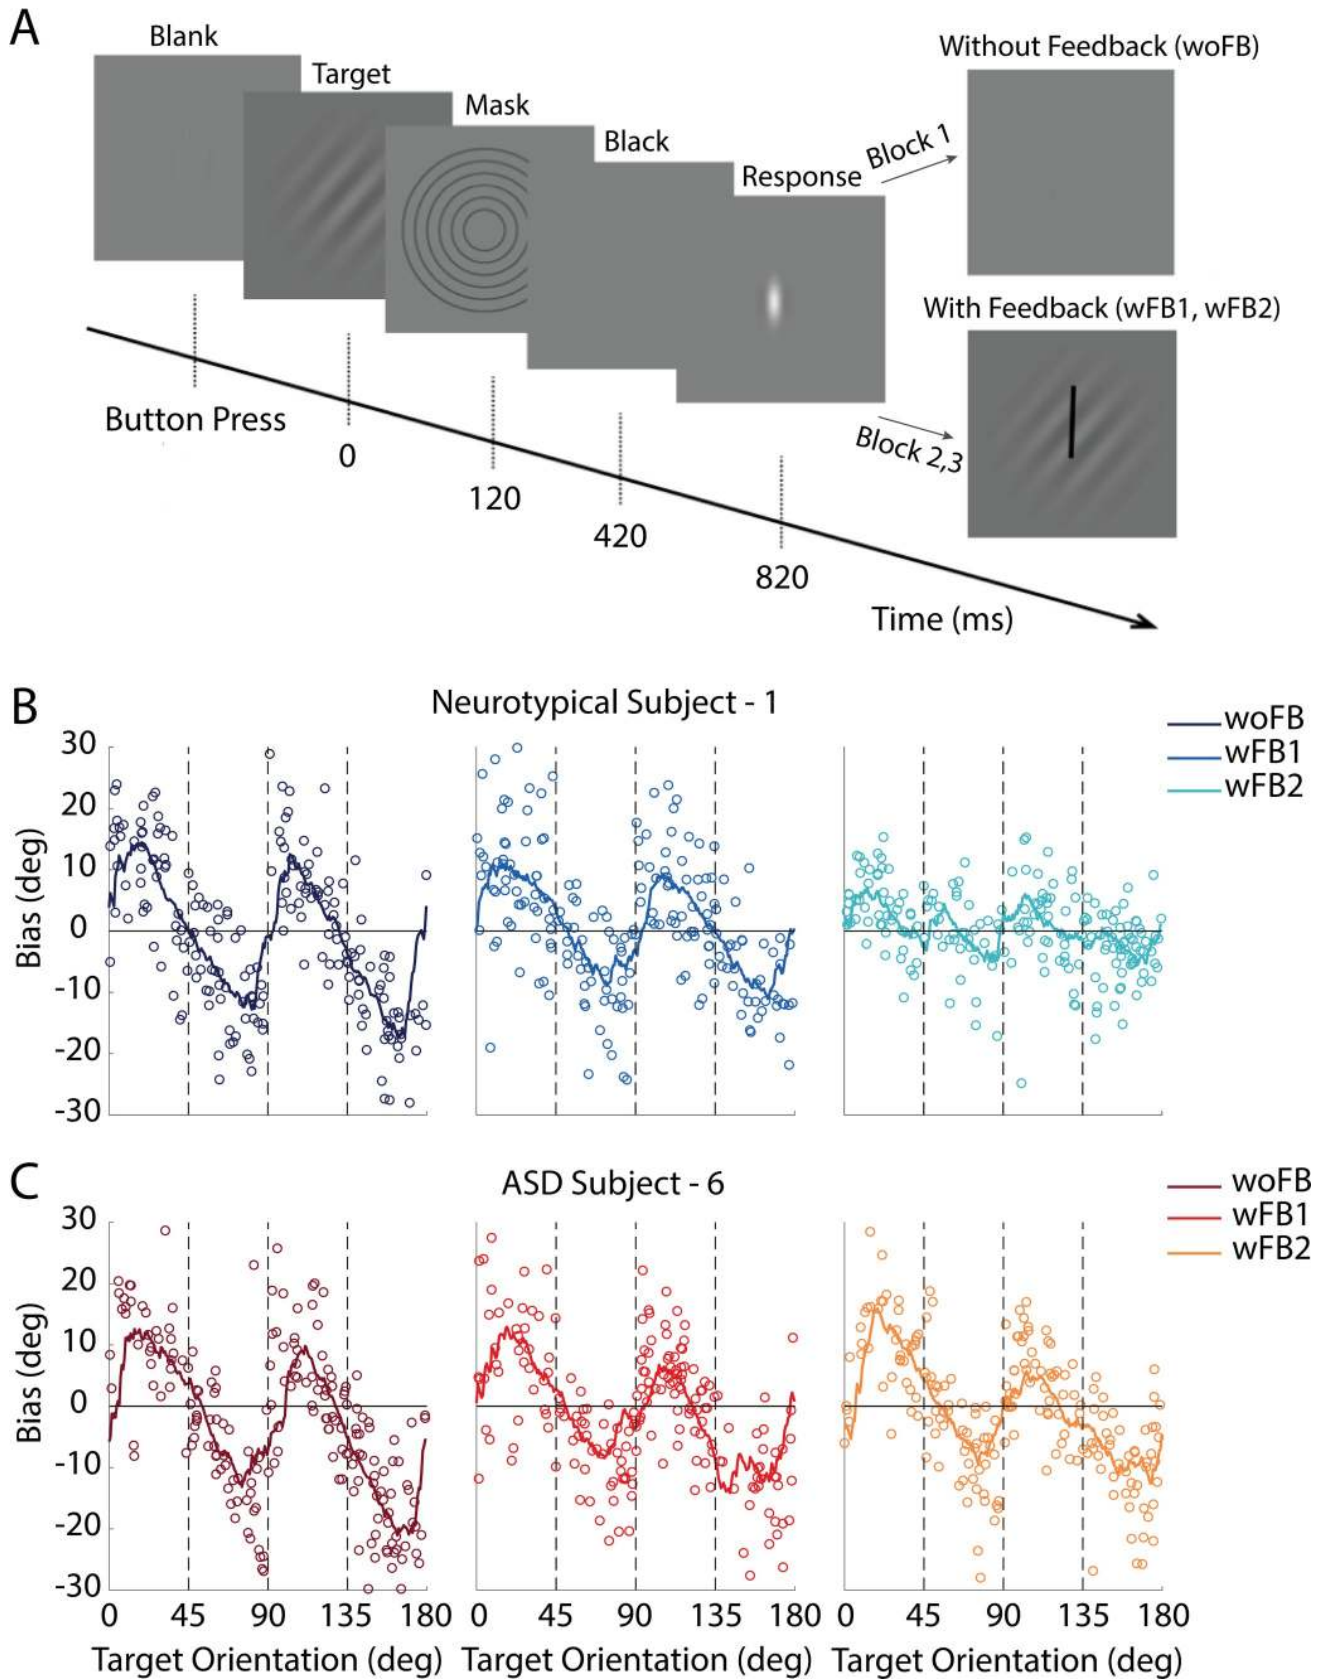 A
Blank
Target
Mask
Black
Response
Block 1
Without Feedback (woFB)
With Feedback (wFB1, wFB2)
Block 2,3
Button Press
0
120
420
820
Time (ms)
B
Neurotypical Subject - 1
woFB
wFB1
wFB2
Bias (deg)
30
20
10
0
-10
-20
-30
C
ASD Subject - 6
woFB
wFB1
wFB2
Bias (deg)
30
20
10
0
-10
-20
-30
0 45 90 135 180 0 45 90 135 180 0 45 90 135 180
Target Orientation (deg) Target Orientation (deg) Target Orientation (deg)